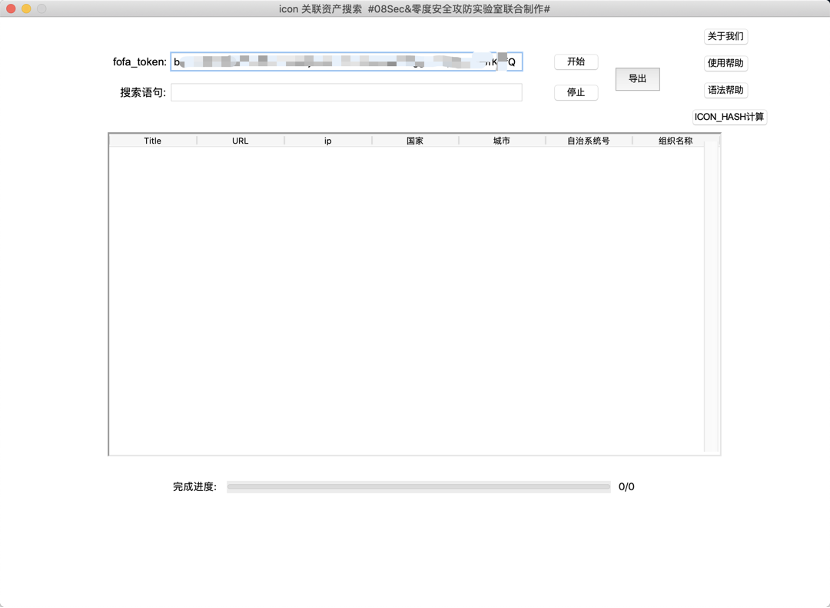 icon 关联资产搜索 #08Sec&零度安全攻防实验室联合制作#
关于我们
fofa_token:
开始
使用帮助
导出
搜索语句:
停止
语法帮助
ICON_HASH计算
Title URL ip 国家 城市 自治系统号 组织名称
完成进度: 0/0